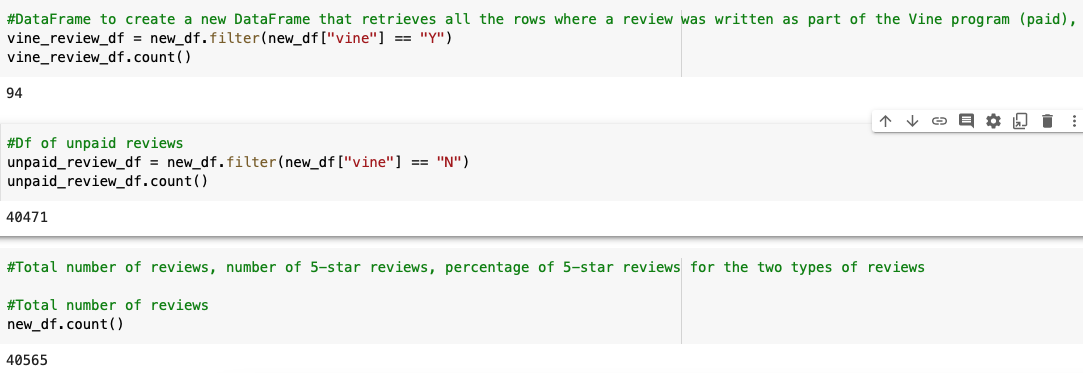 #DataFrame to create a new DataFrame that retrieves all the rows where a review was written as part of the Vine program (paid),
vine_review_df = new_df.filter(new_df["vine"] == "Y")
vine_review_df.count()
94
#Df of unpaid reviews
unpaid_review_df = new_df.filter(new_df["vine"] == "N")
unpaid_review_df.count()
40471
#Total number of reviews, number of 5-star reviews, percentage of 5-star reviews for the two types of reviews
#Total number of reviews
new_df.count()
40565